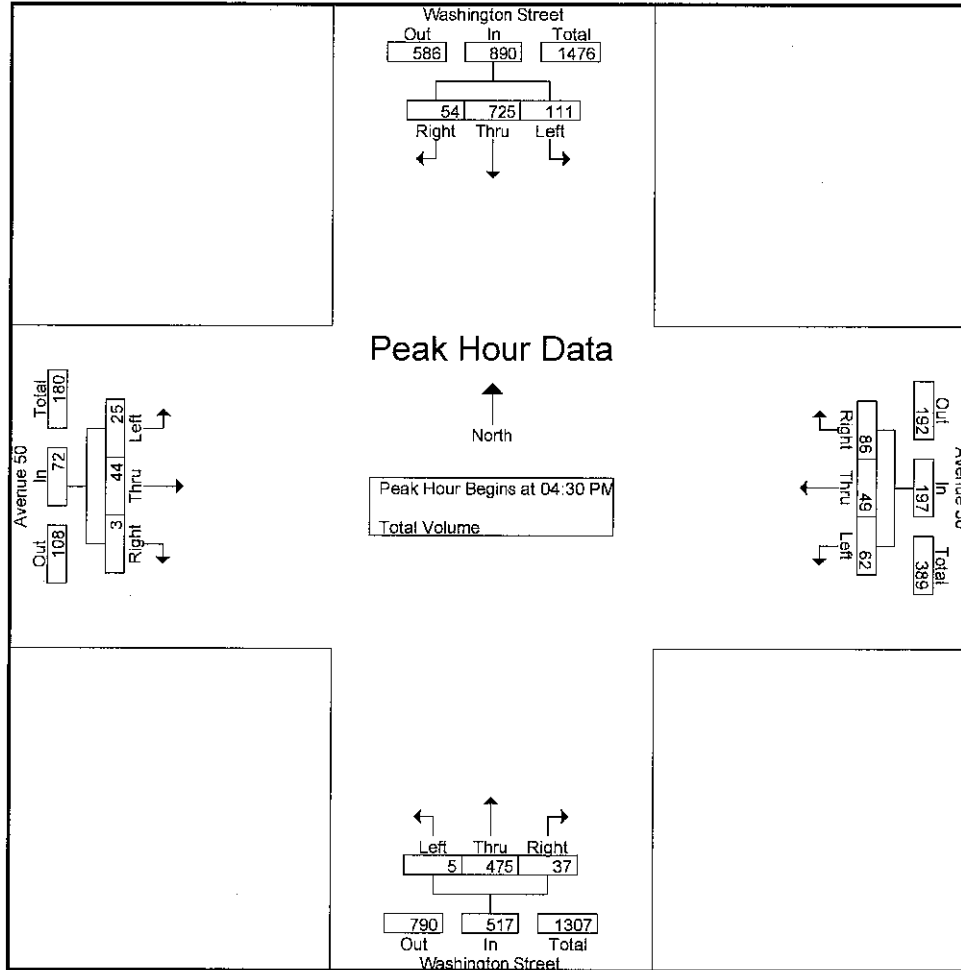 Washington Street
Out In Total
586 890 1476
54 725 111
Right Thru Left
Peak Hour Data
North
Peak Hour Begins at 04:30 PM
Total Volume
Avenue 50
Out In Total
108 72 180
3 44 25
Right Thru Left
Right Thru Left
86 49 62
Out In Total
192 197 389
Left Thru Right
5 475 37
790 517 1307
Out In Total
Washington Street